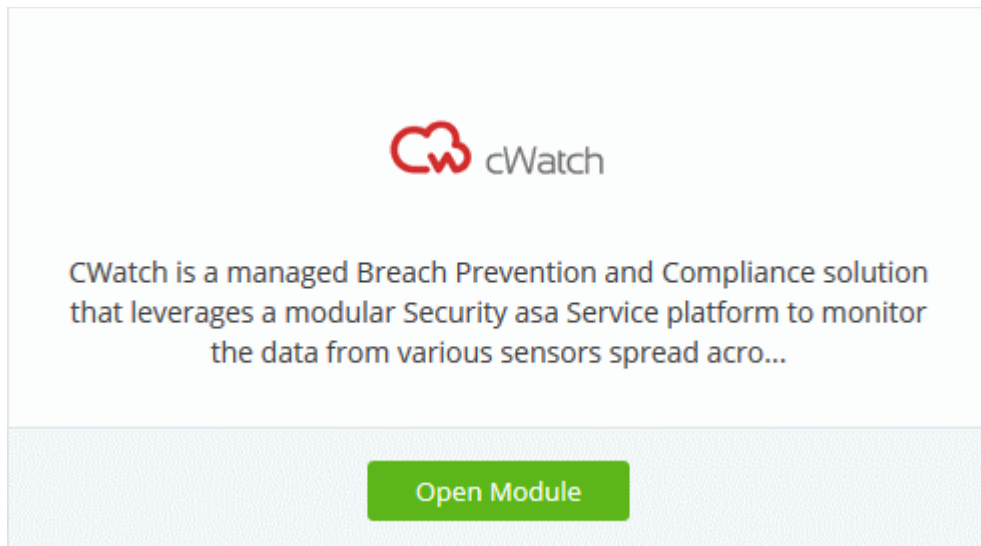 cWatch
CWatch is a managed Breach Prevention and Compliance solution
that leverages a modular Security asa Service platform to monitor
the data from various sensors spread acro...
Open Module